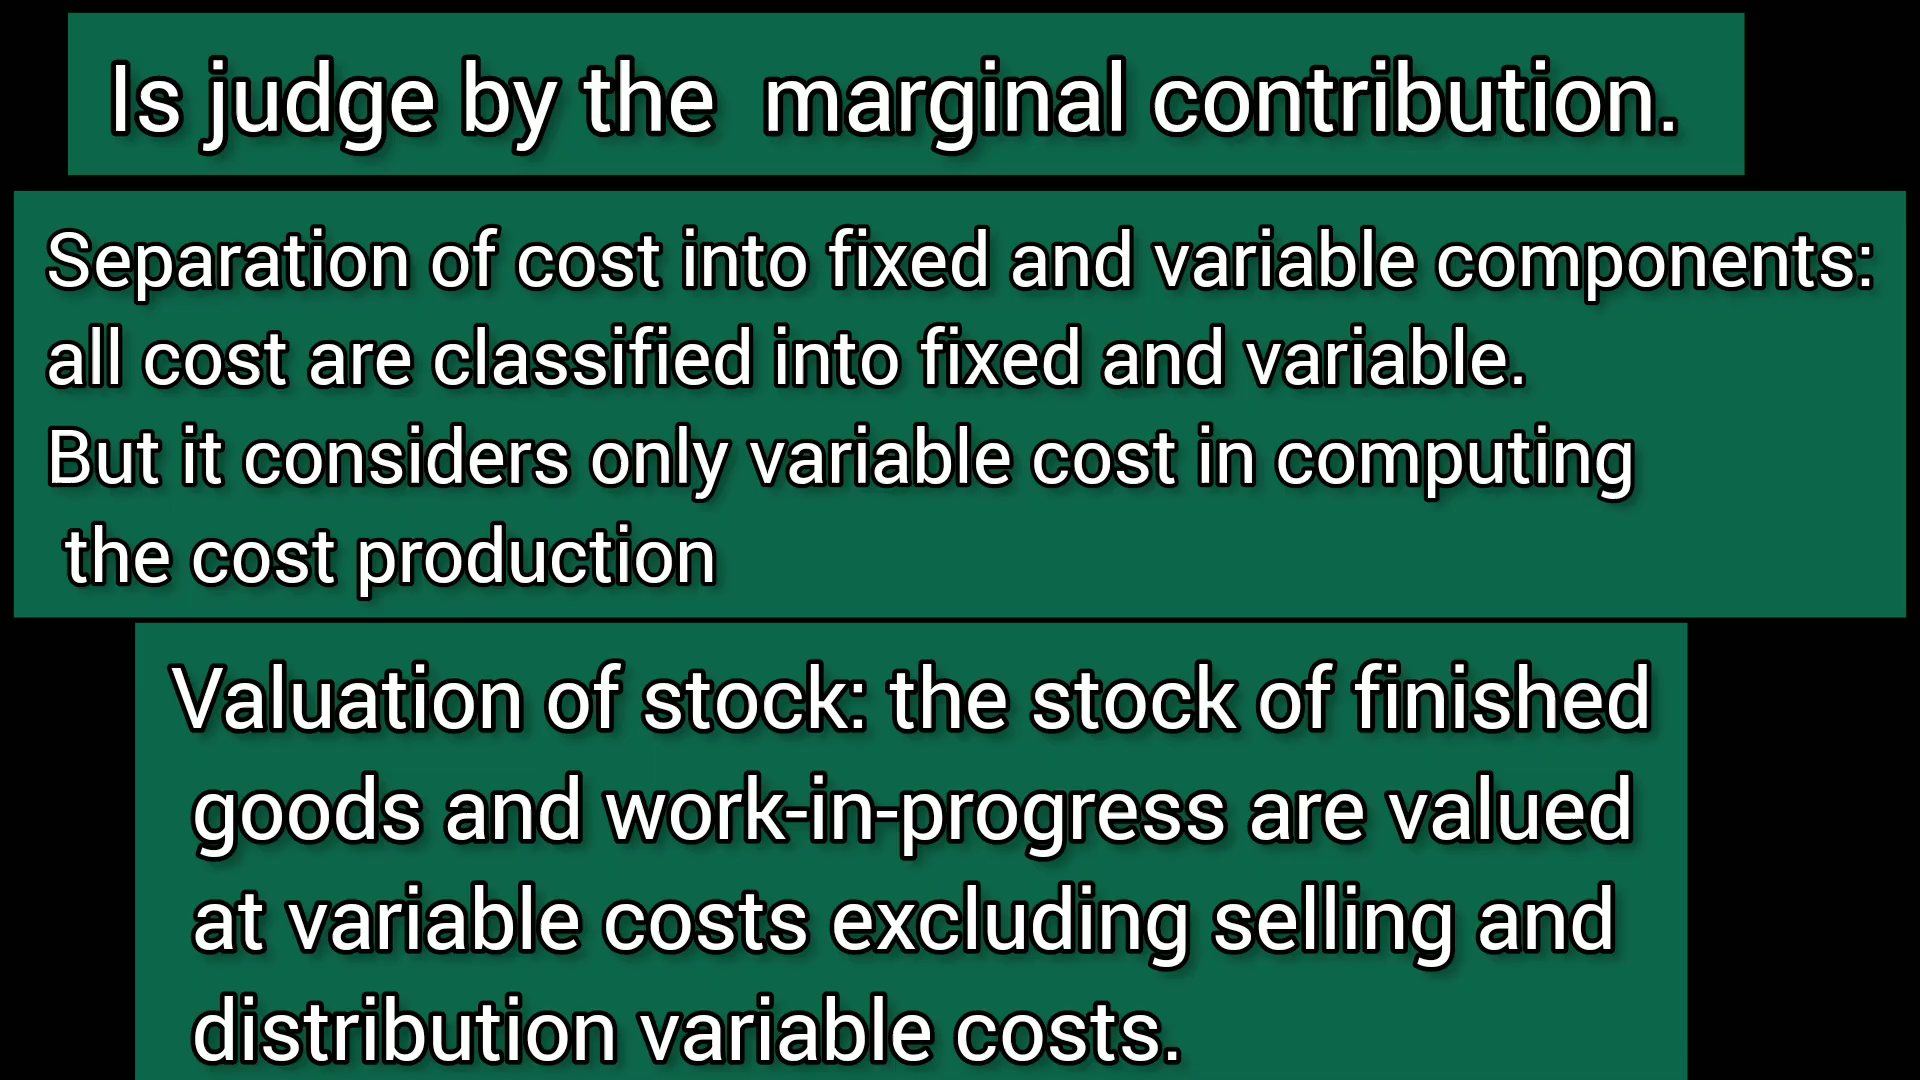 Is judge by the marginal contribution.
Separation of cost into fixed and variable components:
all cost are classified into fixed and variable.
But it considers only variable cost in computing
the cost production
Valuation of stock: the stock of finished
goods and work-in-progress are valued
at variable costs excluding selling and
distribution variable costs.